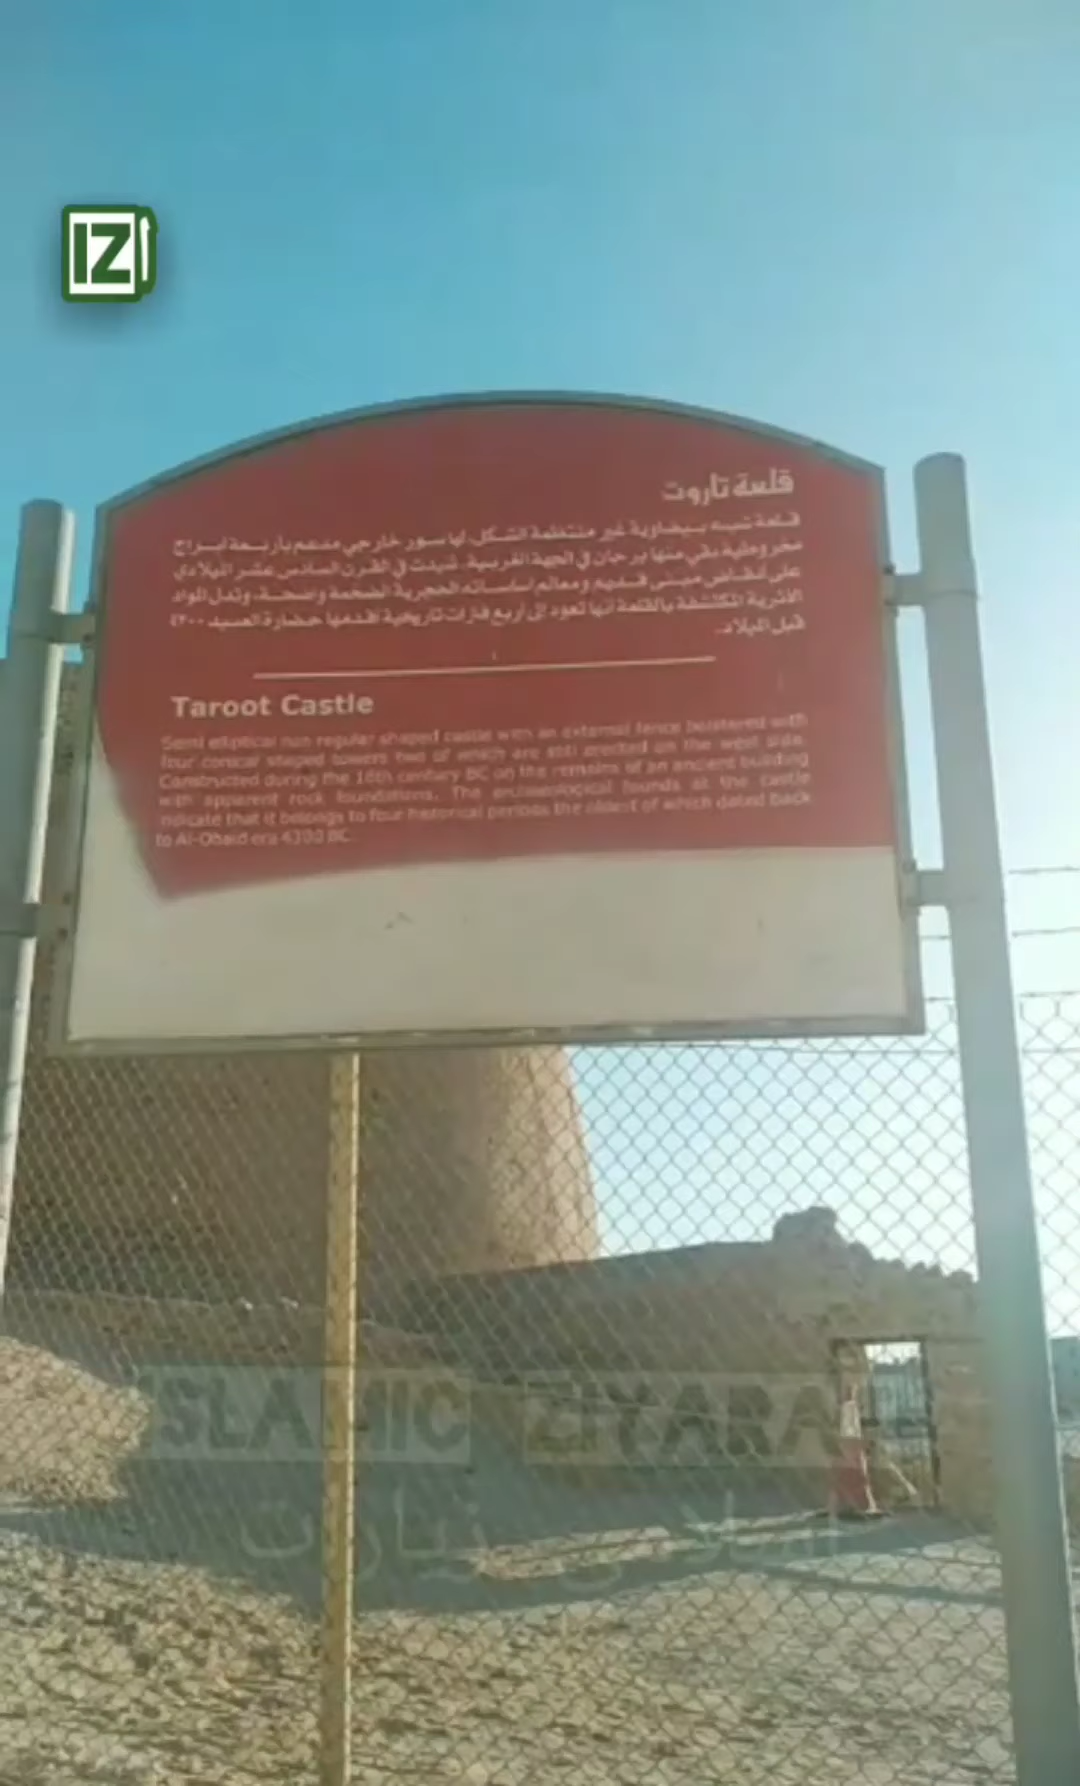 IZ
قلعة تاروت
قلعة شبه بيضاوية غير منتظمة الشكل، لها سور خارجي مدعم بأربعة أبراج
مخروطية بقي منها برجان في الجهة الغربية. شيدت في القرن السادس عشر الميلادي
على أنقاض مبنى قديم ومعالم أساساته الحجرية الضخمة واضحة، وتدل المواد
الأثرية المكتشفة بالقلعة أنها تعود إلى أربع فترات تاريخية أقدمها حضارة العبيد ٤٣٠٠
قبل الميلاد.
Taroot Castle
Semi elliptical non regular shaped castle with an external fence bolstered with
four conical shaped towers two of which are still erected on the west side.
Constructed during the 16th century BC on the remains of an ancient building
with apparent rock foundations. The archaeological founds at the castle
indicate that it belongs to four historical periods the oldest of which dated back
to Al-Obaid era 4300 BC.
ISLAMIC ZIYARA
اسلامی زیارت